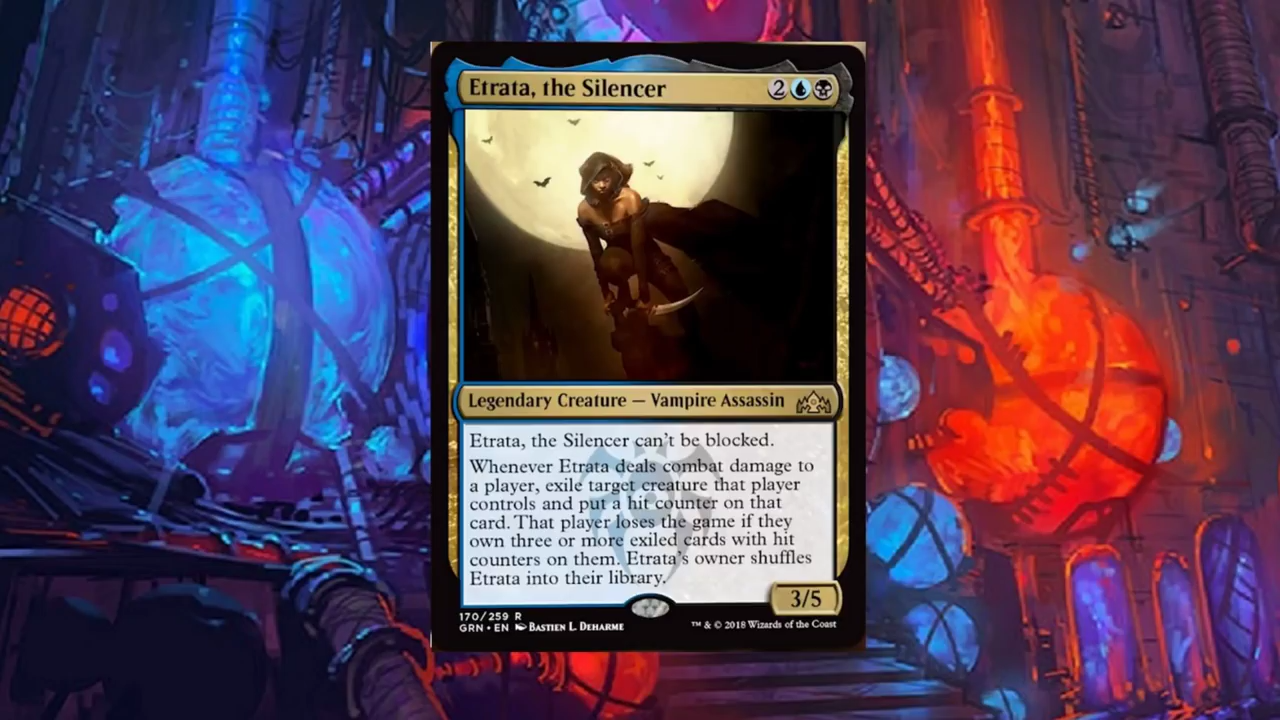 Etrata, the Silencer 2
Legendary Creature — Vampire Assassin
Etrata, the Silencer can't be blocked.
Whenever Etrata deals combat damage to
a player, exile target creature that player
controls and put a hit counter on that
card. That player loses the game if they
own three or more exiled cards with hit
counters on them. Etrata's owner shuffles
Etrata into their library.
3/5
170/259 R
GRN • EN Bastien L. Deharme
™ & © 2018 Wizards of the Coast